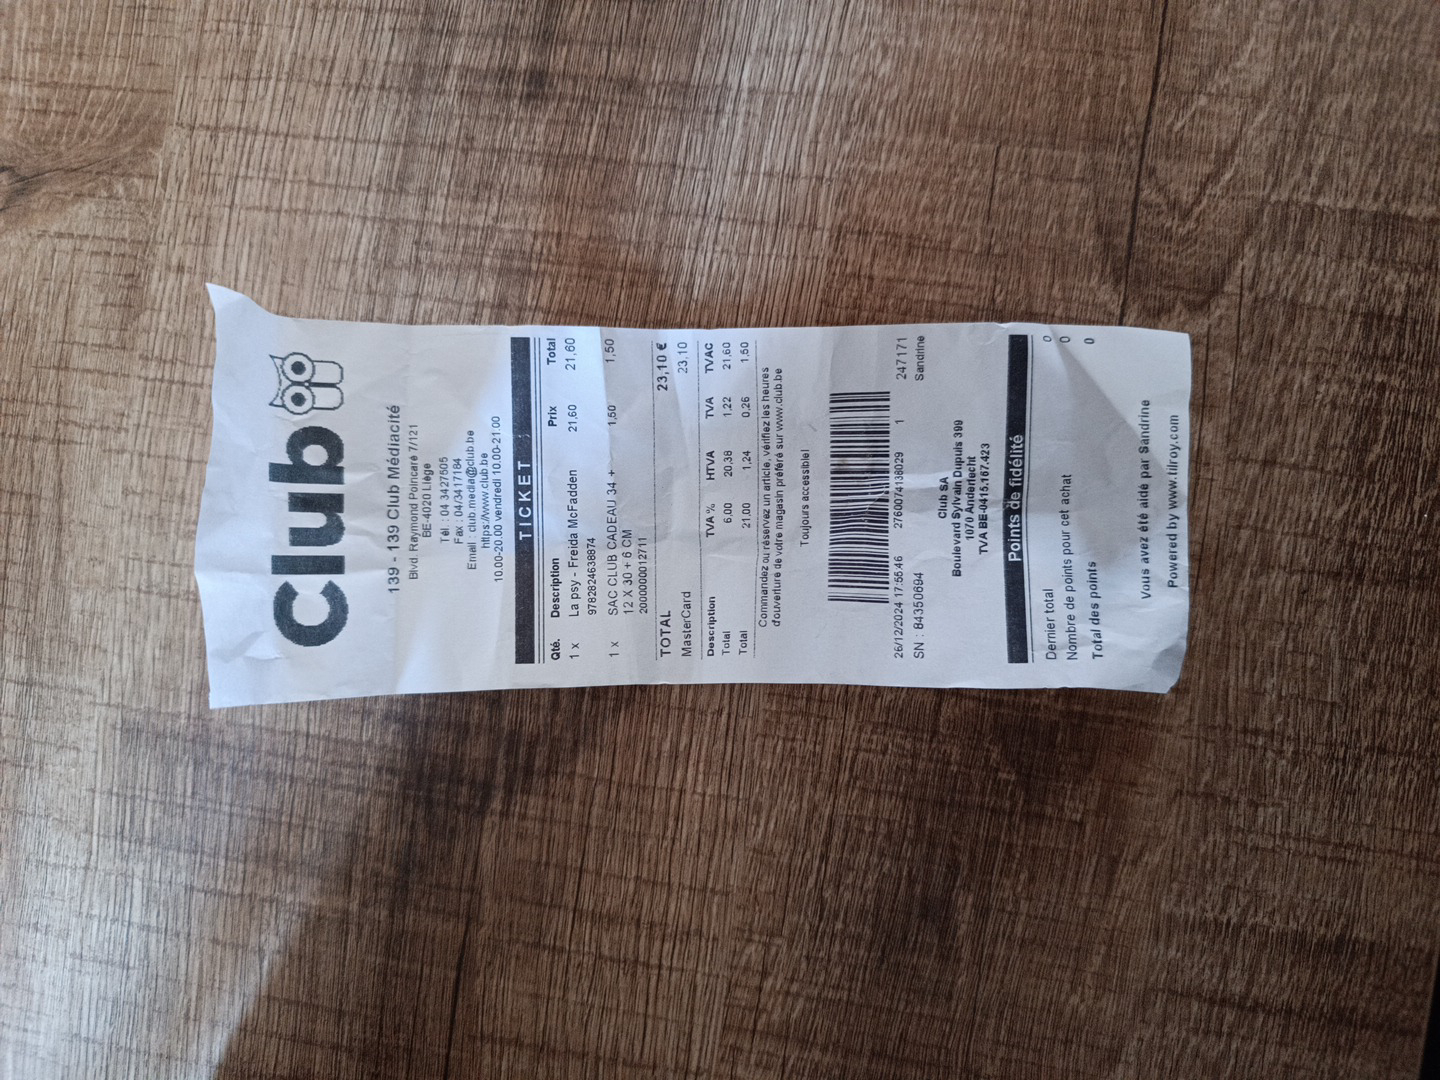 Club
139 - 139 Club Médiacité
Blvd. Raymond Poincaré 7/121
BE-4020 Liège
Tél : 04 3427505
Fax : 04/3417184
Email : club.media@club.be
https://www.club.be
10.00-20.00 vendredi 10.00-21:00
TICKET
Qté. Description Prix Total
1 x La psy - Freida McFadden 21,60 21,60
9782824638874
1 x SAC CLUB CADEAU 34 + 1,50 1,50
12 X 30 + 6 CM
2000000012711
TOTAL 23,10 €
MasterCard 23,10
Description TVA % HTVA TVA TVAC
Total 6,00 20,38 1,22 21,60
Total 21,00 1,24 0,26 1,50
Commandez ou réservez un article, vérifiez les heures
d'ouverture de votre magasin préféré sur www.club.be
Toujours accessible!
26/12/2024 17:55:46 2760074138029 1 247171
SN : 84350694 Sandrine
Club SA
Boulevard Sylvain Dupuis 399
1070 Anderlecht
TVA BE-0415.167.423
Points de fidélité
Dernier total 0
Nombre de points pour cet achat 0
Total des points 0
Vous avez été aidé par Sandrine
Powered by www.tilroy.com